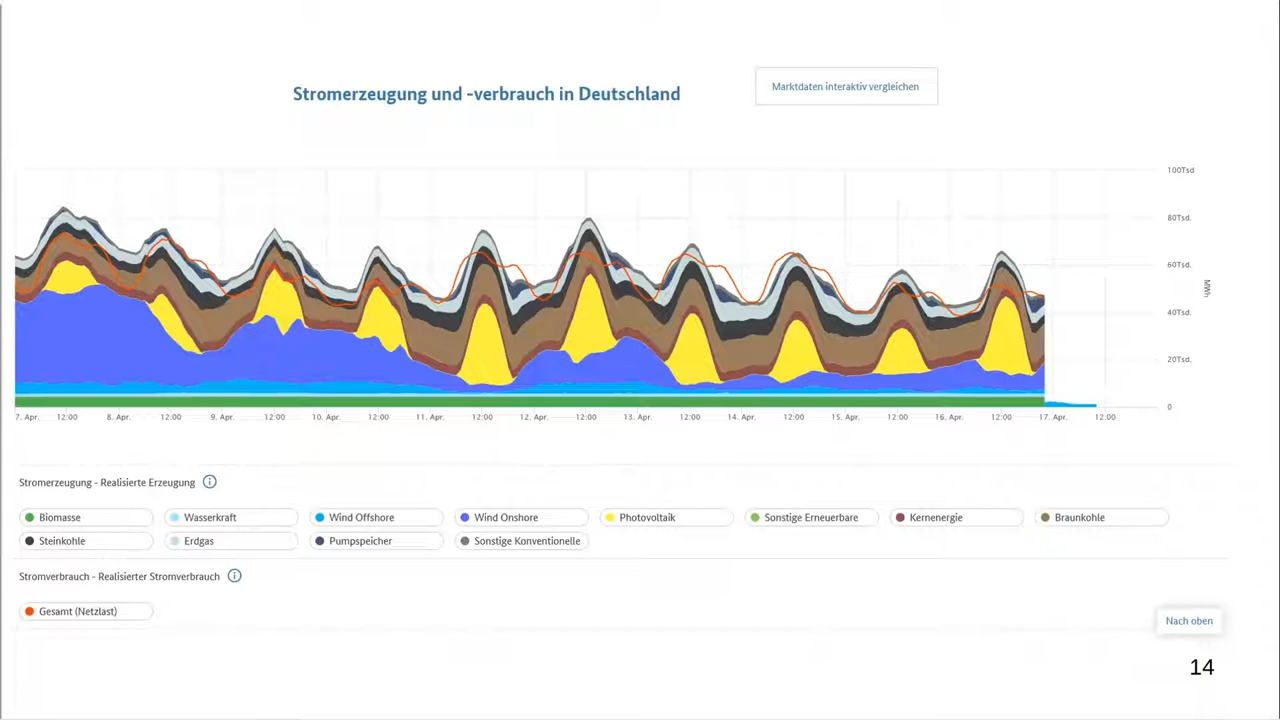 Stromerzeugung und -verbrauch in Deutschland
Marktdaten interaktiv vergleichen
100Tsd
80Tsd.
60Tsd.
40Tsd.
20Tsd.
0
MWh
7. Apr. 12:00 8. Apr. 12:00 9. Apr. 12:00 10. Apr. 12:00 11. Apr. 12:00 12. Apr. 12:00 13. Apr. 12:00 14. Apr. 12:00 15. Apr. 12:00 16. Apr. 12:00 17. Apr. 12:00
Stromerzeugung - Realisierte Erzeugung
Biomasse Wasserkraft Wind Offshore Wind Onshore Photovoltaik Sonstige Erneuerbare Kernenergie Braunkohle
Steinkohle Erdgas Pumpspeicher Sonstige Konventionelle
Stromverbrauch - Realisierter Stromverbrauch
Gesamt (Netzlast)
Nach oben
14